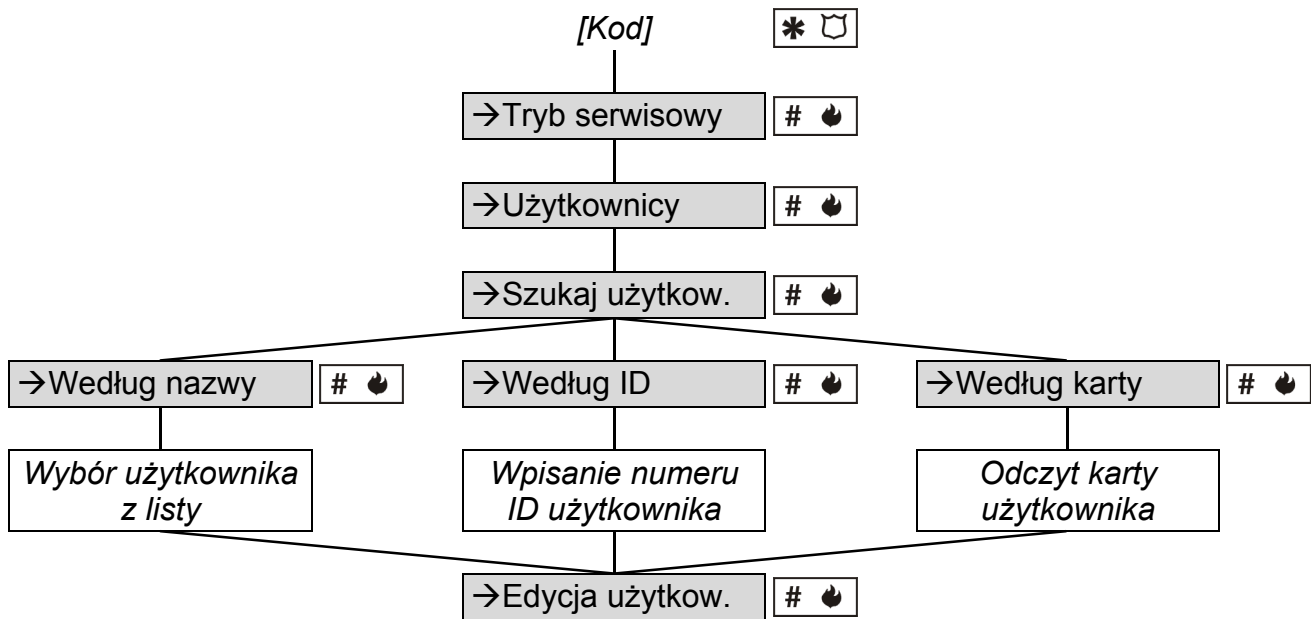 [Kod] ✱
→Tryb serwisowy #
→Użytkownicy #
→Szukaj użytkow. #
→Według nazwy # →Według ID # →Według karty #
Wybór użytkownika
z listy
Wpisanie numeru
ID użytkownika
Odczyt karty
użytkownika
→Edycja użytkow. #